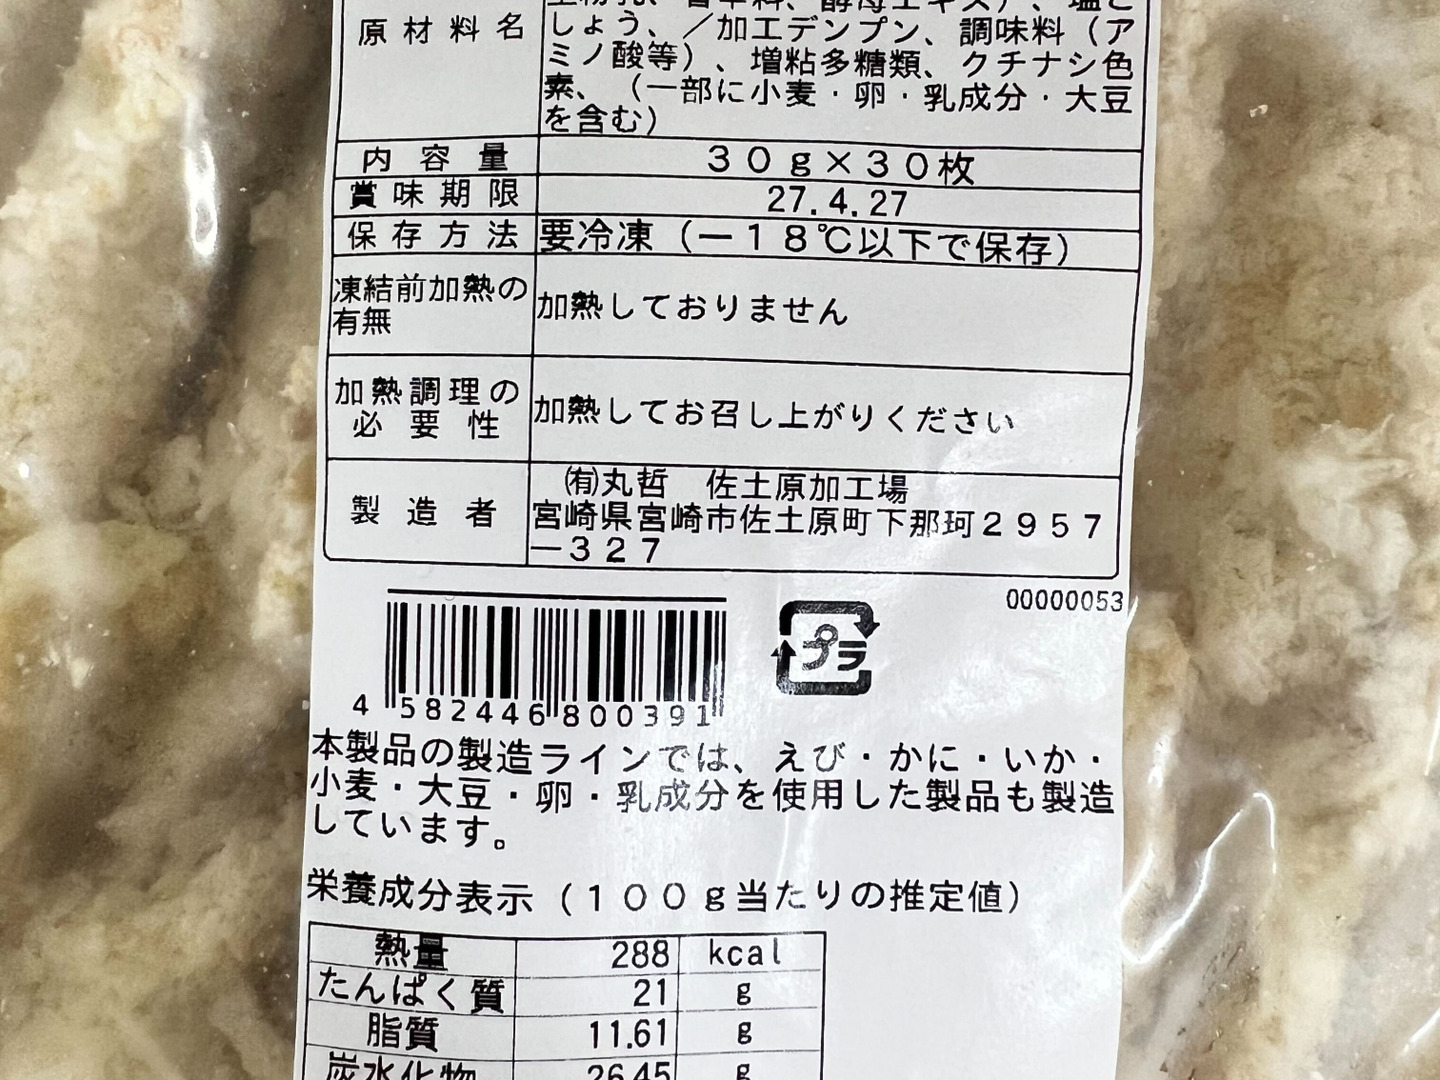 しょう、／加工デンプン、調味料（ア
原材料名
ミノ酸等）、増粘多糖類、クチナシ色
素、（一部に小麦・卵・乳成分・大豆
を含む）
内容量 30g×30枚
賞味期限 27.4.27
保存方法 要冷凍（－18℃以下で保存）
凍結前加熱の
有無
加熱しておりません
加熱調理の
必要性
加熱してお召し上がりください
製造者
㈲丸哲 佐土原加工場
宮崎県宮崎市佐土原町下那珂2957
－327
00000053
プラ
4 582446 800391
本製品の製造ラインでは、えび・かに・いか・
小麦・大豆・卵・乳成分を使用した製品も製造
しています。
栄養成分表示（100g当たりの推定値）
熱量 288 kcal
たんぱく質 21 g
脂質 11.61 g
炭水化物 26.45 g